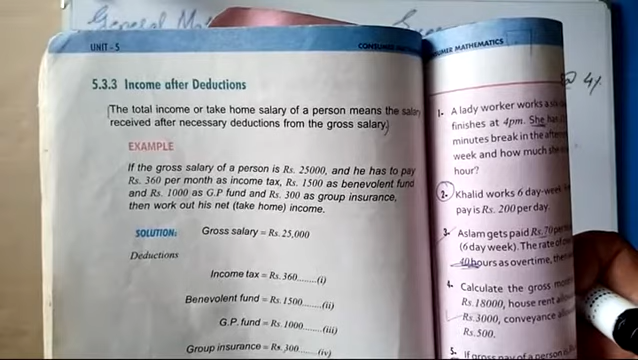 General M
UNIT - 5
CONSUMER MATHEMATICS
5.3.3 Income after Deductions
The total income or take home salary of a person means the salary
received after necessary deductions from the gross salary.
EXAMPLE
If the gross salary of a person is Rs. 25000, and he has to pay
Rs. 360 per month as income tax, Rs. 1500 as benevolent fund
and Rs. 1000 as G.P fund and Rs. 300 as group insurance,
then work out his net (take home) income.
SOLUTION: Gross salary = Rs. 25,000
Deductions
Income tax = Rs. 360.......(i)
Benevolent fund = Rs. 1500.......(ii)
G.P. fund = Rs. 1000.......(iii)
Group insurance = Rs. 300.......(iv)
MATHEMATICS
1- A lady worker works a
finishes at 4pm. She has
minutes break in the
week and how much
hour?
2- Khalid works 6 day-week.
pay is Rs. 200 per day.
3- Aslam gets paid Rs. 70 per
(6 day week). The rate of
40 hours as overtime,
4- Calculate the gross
Rs. 18000, house rent
Rs. 3000, conveyance
Rs. 500.
5. If gross pay of a person
4%